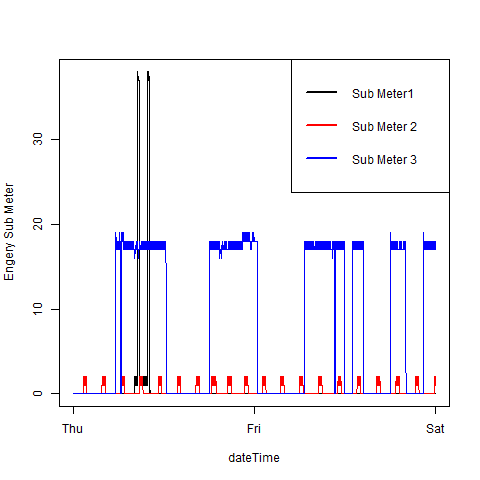 Sub Meter1
Sub Meter 2
Sub Meter 3
Engery Sub Meter
30
20
10
0
Thu Fri Sat
dateTime